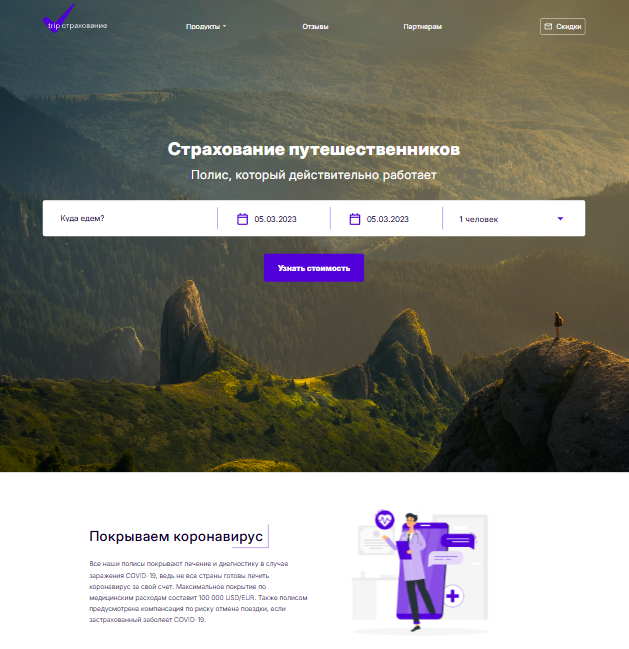 trip страхование
Продукты
Отзывы
Партнерам
Скидки
Страхование путешественников
Полис, который действительно работает
Куда едем?
05.03.2023
05.03.2023
1 человек
Узнать стоимость
Покрываем коронавирус
Все наши полисы покрывают лечение и диагностику в случае
заражения COVID-19, ведь не все страны готовы лечить
коронавирус за свой счет. Максимальное покрытие по
медицинским расходам составит 100 000 USD/EUR. Также полисом
предусмотрена компенсация по риску отмена поездки, если
застрахованный заболеет COVID-19.